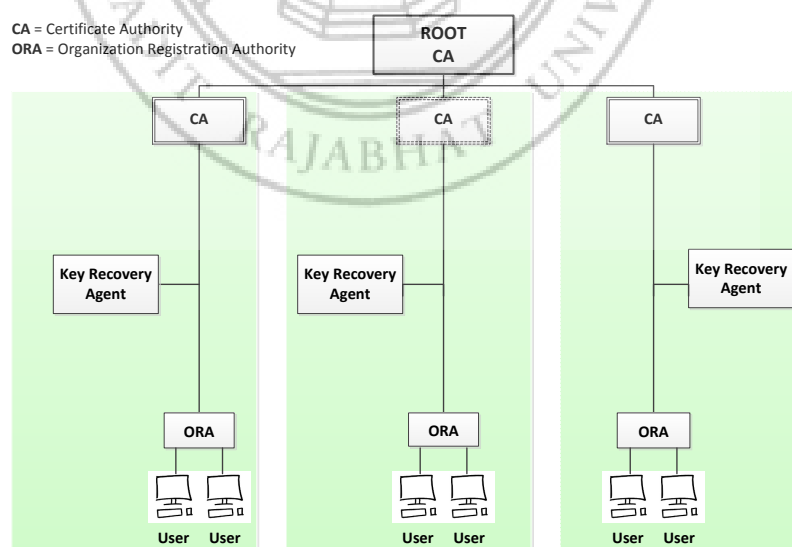 CA = Certificate Authority
ORA = Organization Registration Authority
ROOT
CA
CA
CA
CA
RAJABHAT
Key Recovery
Agent
Key Recovery
Agent
Key Recovery
Agent
ORA
ORA
ORA
User User
User User
User User